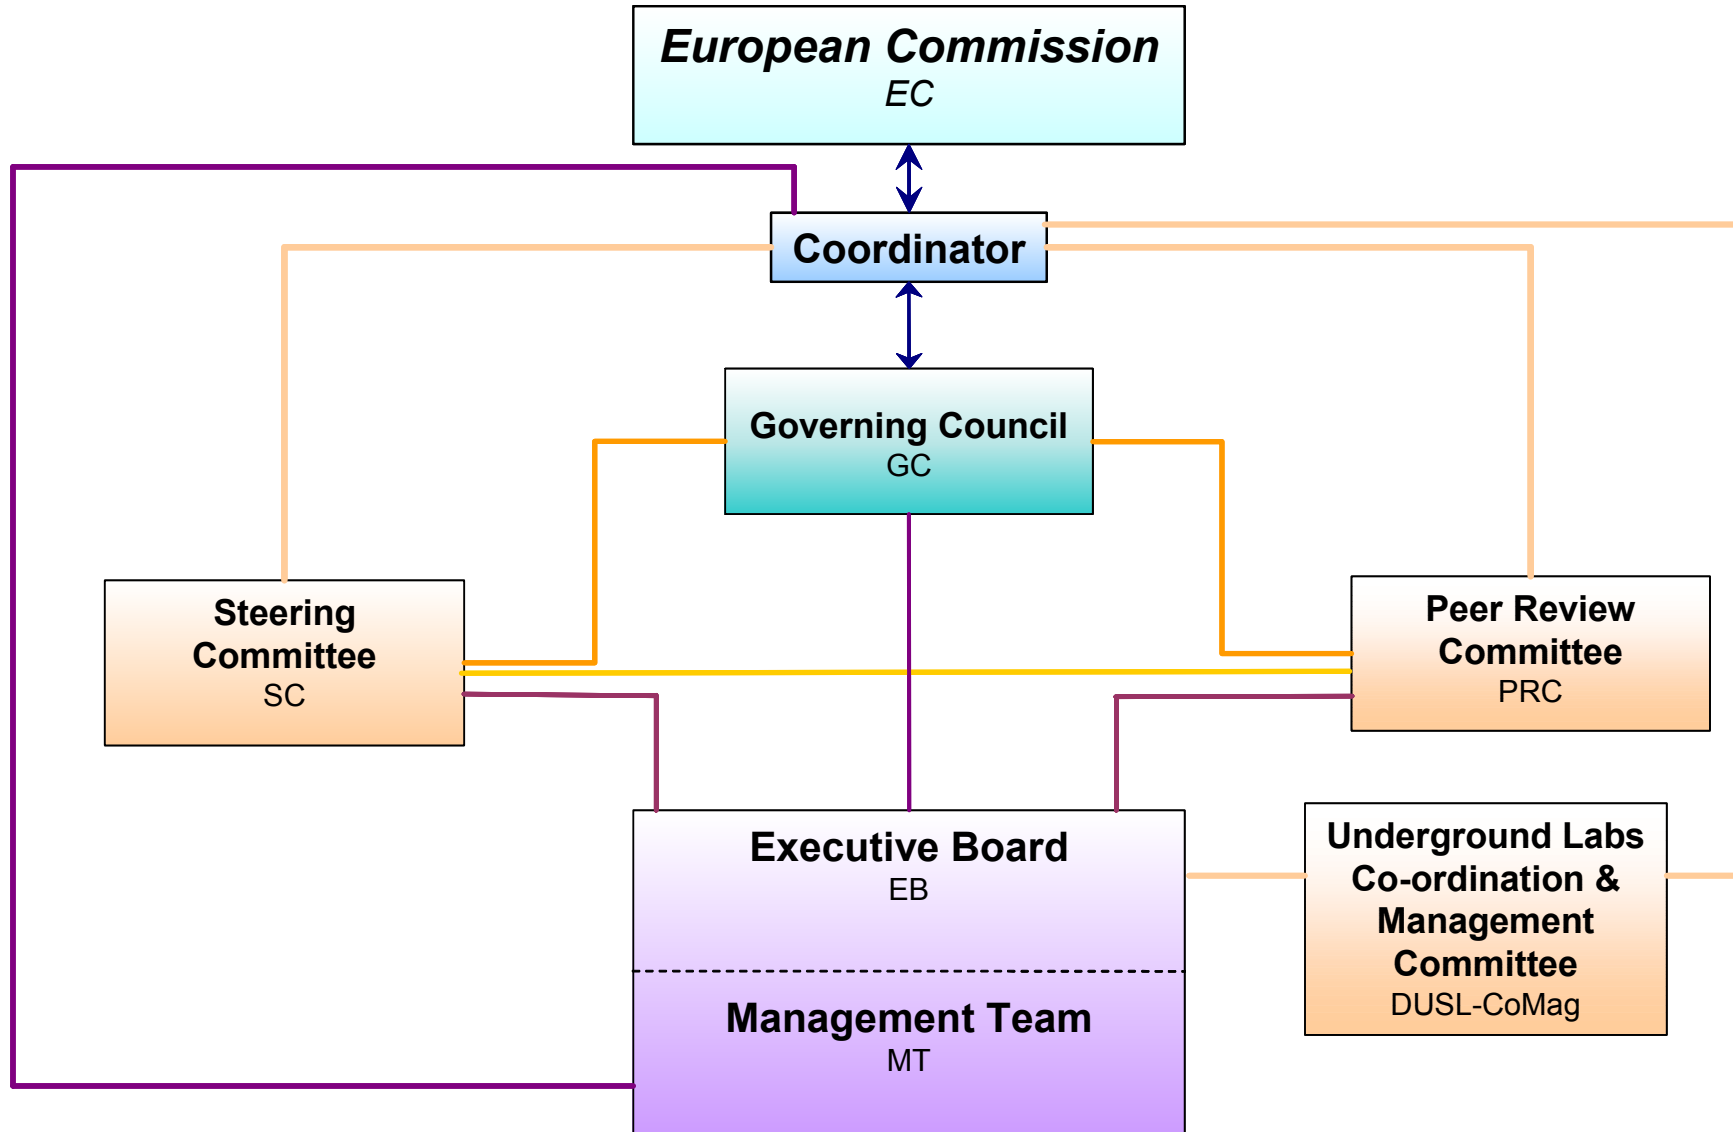 European Commission
EC
Coordinator
Governing Council
GC
Steering
Committee
SC
Peer Review
Committee
PRC
Executive Board
EB
Management Team
MT
Underground Labs
Co-ordination &
Management
Committee
DUSL-CoMag